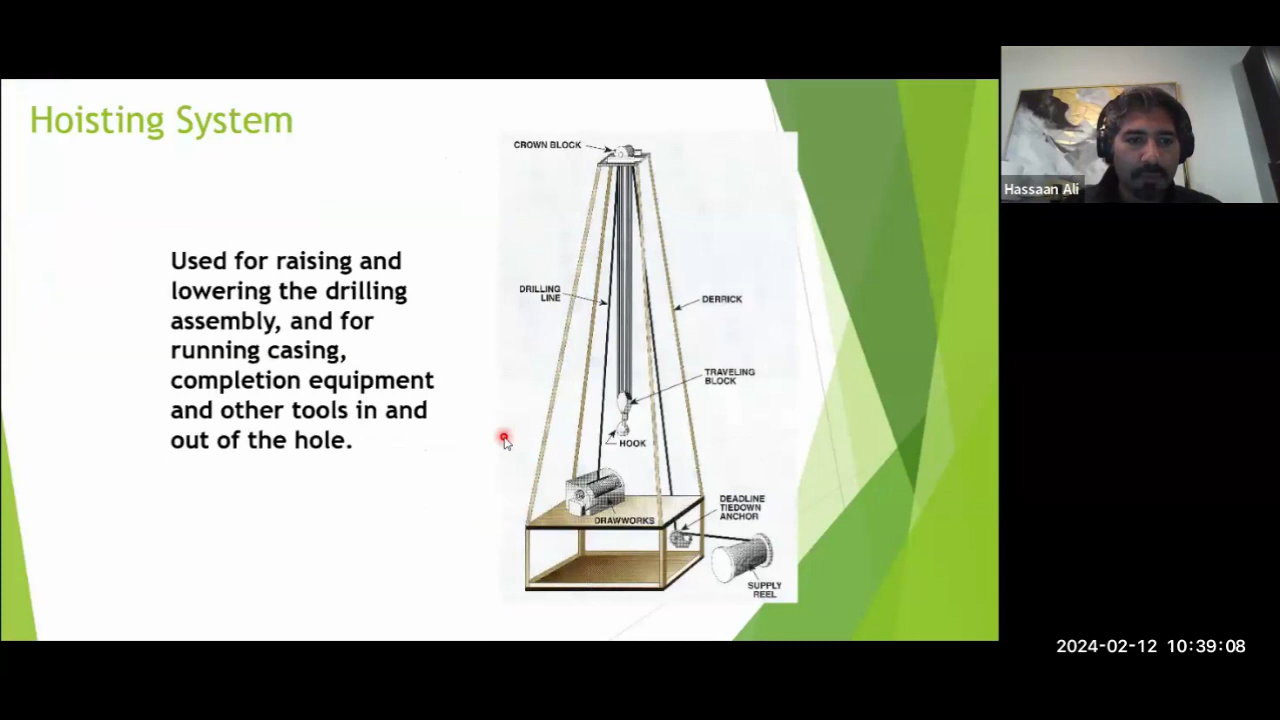 Hoisting System
Used for raising and
lowering the drilling
assembly, and for
running casing,
completion equipment
and other tools in and
out of the hole.
CROWN BLOCK
DRILLING
LINE
DERRICK
TRAVELING
BLOCK
HOOK
DRAWWORKS
DEADLINE
TIEDOWN
ANCHOR
SUPPLY
REEL
Hassaan Ali
2024-02-12 10:39:08